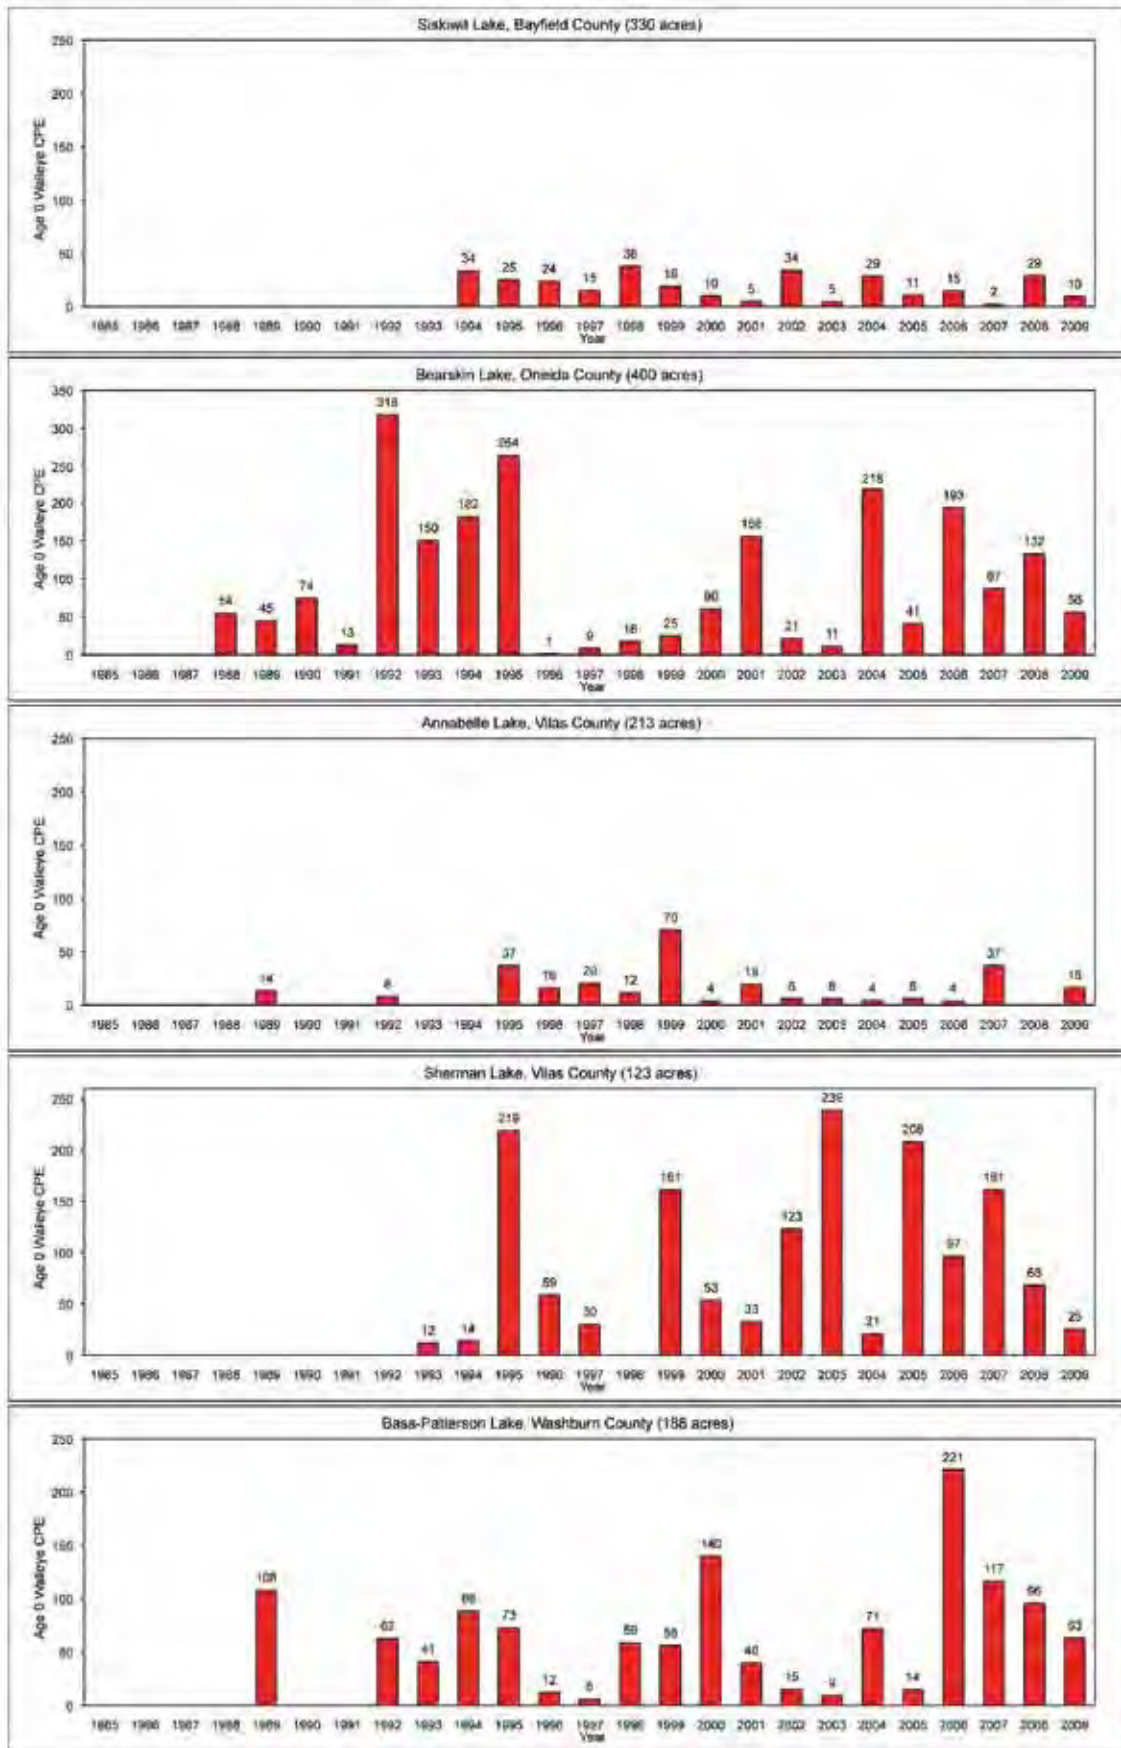 Siskiwit Lake, Bayfield County (330 acres)
Age 0 Walleye CPE
250
200
150
100
50
0
34 25 24 15 38 19 10 5 34 5 29 11 15 2 29 10
1985 1986 1987 1988 1989 1990 1991 1992 1993 1994 1995 1996 1997 1998 1999 2000 2001 2002 2003 2004 2005 2006 2007 2008 2009
Year
Bearskin Lake, Oneida County (400 acres)
Age 0 Walleye CPE
350
300
250
200
150
100
50
0
54 45 74 13 318 150 182 264 1 9 18 25 60 21 11 218 41 193 87 132
1985 1986 1987 1988 1989 1990 1991 1992 1993 1994 1995 1996 1997 1998 1999 2000 2001 2002 2003 2004 2005 2006 2007 2008 2009
Year
Annabelle Lake, Vilas County (213 acres)
Age 0 Walleye CPE
250
200
150
100
50
0
14 8 37 16 20 12 70 4 19 6 4 6 4 37
1985 1986 1987 1988 1989 1990 1991 1992 1993 1994 1995 1996 1997 1998 1999 2000 2001 2002 2003 2004 2005 2006 2007 2008 2009
Year
Sherman Lake, Vilas County (123 acres)
Age 0 Walleye CPE
250
200
150
100
50
0
12 14 219 59 30 161 53 33 123 239 21 208 97 161 68 25
1985 1986 1987 1988 1989 1990 1991 1992 1993 1994 1995 1996 1997 1998 1999 2000 2001 2002 2003 2004 2005 2006 2007 2008 2009
Year
Bass-Patterson Lake, Washburn County (188 acres)
Age 0 Walleye CPE
250
200
150
100
50
0
108 41 88 73 12 6 59 56 140 40 15 9 71 14 221 117 96 63
1985 1986 1987 1988 1989 1990 1991 1992 1993 1994 1995 1996 1997 1998 1999 2000 2001 2002 2003 2004 2005 2006 2007 2008 2009
Year